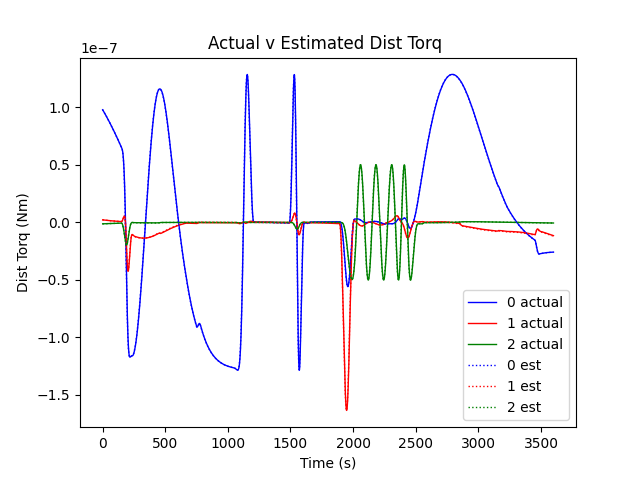 Actual v Estimated Dist Torq
1e−7
1.0
0.5
0.0
−0.5
−1.0
−1.5
Dist Torq (Nm)
0 actual
1 actual
2 actual
0 est
1 est
2 est
0 500 1000 1500 2000 2500 3000 3500
Time (s)